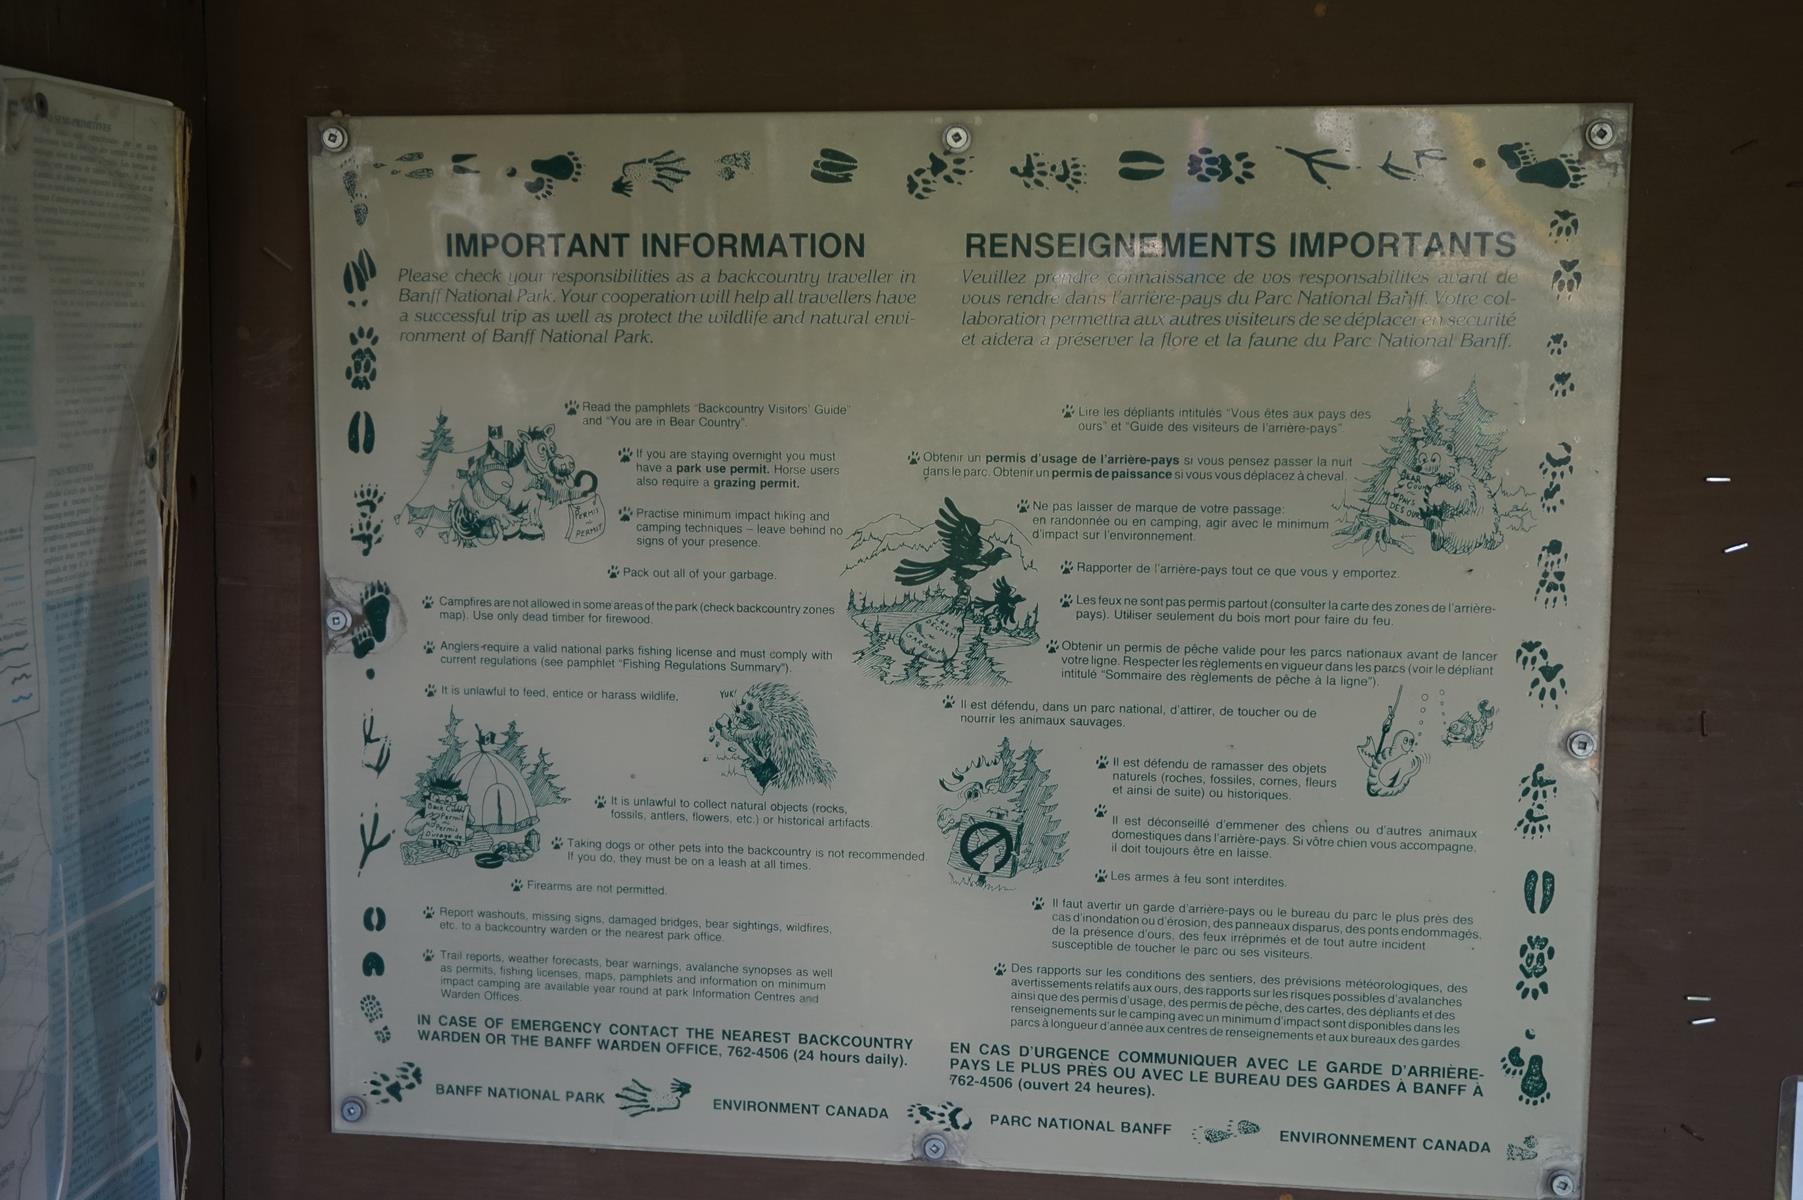 IMPORTANT INFORMATION
Please check your responsibilities as a backcountry traveller in
Banff National Park. Your cooperation will help all travellers have
a successful trip as well as protect the wildlife and natural envi-
ronment of Banff National Park.
Read the pamphlets "Backcountry Visitors' Guide"
and "You are in Bear Country".
If you are staying overnight you must
have a park use permit. Horse users
also require a grazing permit.
PERMIS
PERMIT
Practise minimum impact hiking and
camping techniques – leave behind no
signs of your presence.
Pack out all of your garbage.
Campfires are not allowed in some areas of the park (check backcountry zones
map). Use only dead timber for firewood.
Anglers require a valid national parks fishing license and must comply with
current regulations (see pamphlet "Fishing Regulations Summary").
It is unlawful to feed, entice or harass wildlife.
YUK!
Permit
Permis
D'usage de
It is unlawful to collect natural objects (rocks,
fossils, antlers, flowers, etc.) or historical artifacts.
Taking dogs or other pets into the backcountry is not recommended.
If you do, they must be on a leash at all times.
Firearms are not permitted.
Report washouts, missing signs, damaged bridges, bear sightings, wildfires,
etc. to a backcountry warden or the nearest park office.
Trail reports, weather forecasts, bear warnings, avalanche synopses as well
as permits, fishing licenses, maps, pamphlets and information on minimum
impact camping are available year round at park Information Centres and
Warden Offices.
IN CASE OF EMERGENCY CONTACT THE NEAREST BACKCOUNTRY
WARDEN OR THE BANFF WARDEN OFFICE, 762-4506 (24 hours daily).
RENSEIGNEMENTS IMPORTANTS
Veuillez prendre connaissance de vos responsabilités avant de
vous rendre dans l'arrière-pays du Parc National Banff. Votre col-
laboration permettra aux autres visiteurs de se déplacer en sécurité
et aidera à préserver la flore et la faune du Parc National Banff.
Lire les dépliants intitulés "Vous êtes aux pays des
ours" et "Guide des visiteurs de l'arrière-pays".
Obtenir un permis d'usage de l'arrière-pays si vous pensez passer la nuit
dans le parc. Obtenir un permis de paissance si vous vous déplacez à cheval.
BEAR
PAYS
DES OURS
Ne pas laisser de marque de votre passage:
en randonnée ou en camping, agir avec le minimum
d'impact sur l'environnement.
Rapporter de l'arrière-pays tout ce que vous y emportez.
DECHETS
GARBAGE
Les feux ne sont pas permis partout (consulter la carte des zones de l'arrière-
pays). Utiliser seulement du bois mort pour faire du feu.
Obtenir un permis de pêche valide pour les parcs nationaux avant de lancer
votre ligne. Respecter les règlements en vigueur dans les parcs (voir le dépliant
intitulé "Sommaire des règlements de pêche à la ligne").
Il est défendu, dans un parc national, d'attirer, de toucher ou de
nourrir les animaux sauvages.
Il est défendu de ramasser des objets
naturels (roches, fossiles, cornes, fleurs
et ainsi de suite) ou historiques.
Il est déconseillé d'emmener des chiens ou d'autres animaux
domestiques dans l'arrière-pays. Si vôtre chien vous accompagne,
il doit toujours être en laisse.
Les armes à feu sont interdites.
Il faut avertir un garde d'arrière-pays ou le bureau du parc le plus près des
cas d'inondation ou d'érosion, des panneaux disparus, des ponts endommagés,
de la présence d'ours, des feux irréprimés et de tout autre incident
susceptible de toucher le parc ou ses visiteurs.
Des rapports sur les conditions des sentiers, des prévisions météorologiques, des
avertissements relatifs aux ours, des rapports sur les risques possibles d'avalanches
ainsi que des permis d'usage, des permis de pêche, des cartes, des dépliants et des
renseignements sur le camping avec un minimum d'impact sont disponibles dans les
parcs à longueur d'année aux centres de renseignements et aux bureaux des gardes.
EN CAS D'URGENCE COMMUNIQUER AVEC LE GARDE D'ARRIÈRE-
PAYS LE PLUS PRÈS OU AVEC LE BUREAU DES GARDES À BANFF À
762-4506 (ouvert 24 heures).
BANFF NATIONAL PARK
ENVIRONMENT CANADA
PARC NATIONAL BANFF
ENVIRONNEMENT CANADA